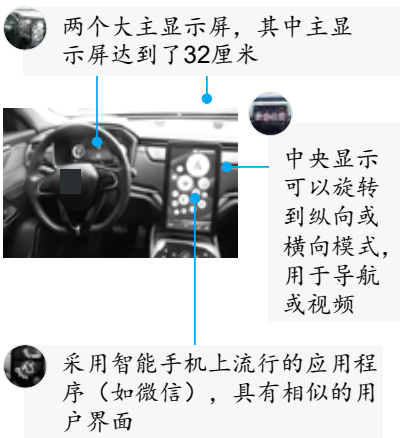 两个大主显示屏，其中主显
示屏达到了32厘米
中央显示
可以旋转
到纵向或
横向模式，
用于导航
或视频
采用智能手机上流行的应用程
序（如微信），具有相似的用
户界面